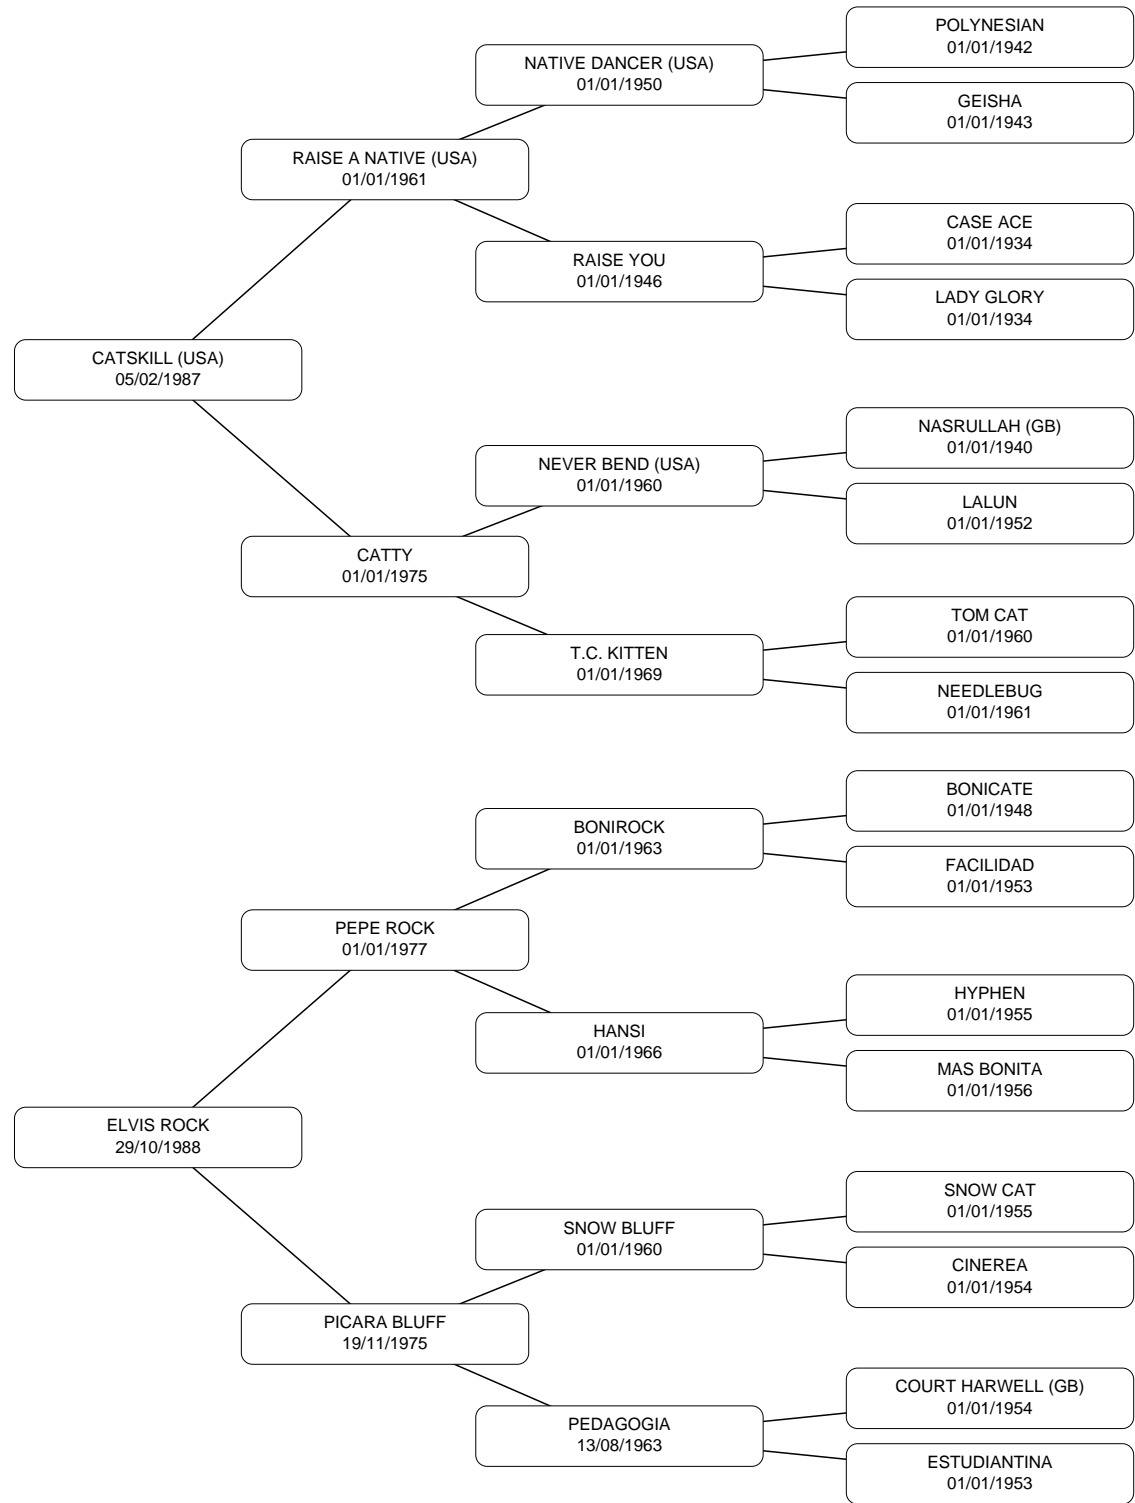 POLYNESIAN
01/01/1942
NATIVE DANCER (USA)
01/01/1950
GEISHA
01/01/1943
RAISE A NATIVE (USA)
01/01/1961
CASE ACE
01/01/1934
RAISE YOU
01/01/1946
LADY GLORY
01/01/1934
CATSKILL (USA)
05/02/1987
NASRULLAH (GB)
01/01/1940
NEVER BEND (USA)
01/01/1960
LALUN
01/01/1952
CATTY
01/01/1975
TOM CAT
01/01/1960
T.C. KITTEN
01/01/1969
NEEDLEBUG
01/01/1961
BONICATE
01/01/1948
BONIROCK
01/01/1963
FACILIDAD
01/01/1953
PEPE ROCK
01/01/1977
HYPHEN
01/01/1955
HANSI
01/01/1966
MAS BONITA
01/01/1956
ELVIS ROCK
29/10/1988
SNOW CAT
01/01/1955
SNOW BLUFF
01/01/1960
CINEREA
01/01/1954
PICARA BLUFF
19/11/1975
COURT HARWELL (GB)
01/01/1954
PEDAGOGIA
13/08/1963
ESTUDIANTINA
01/01/1953